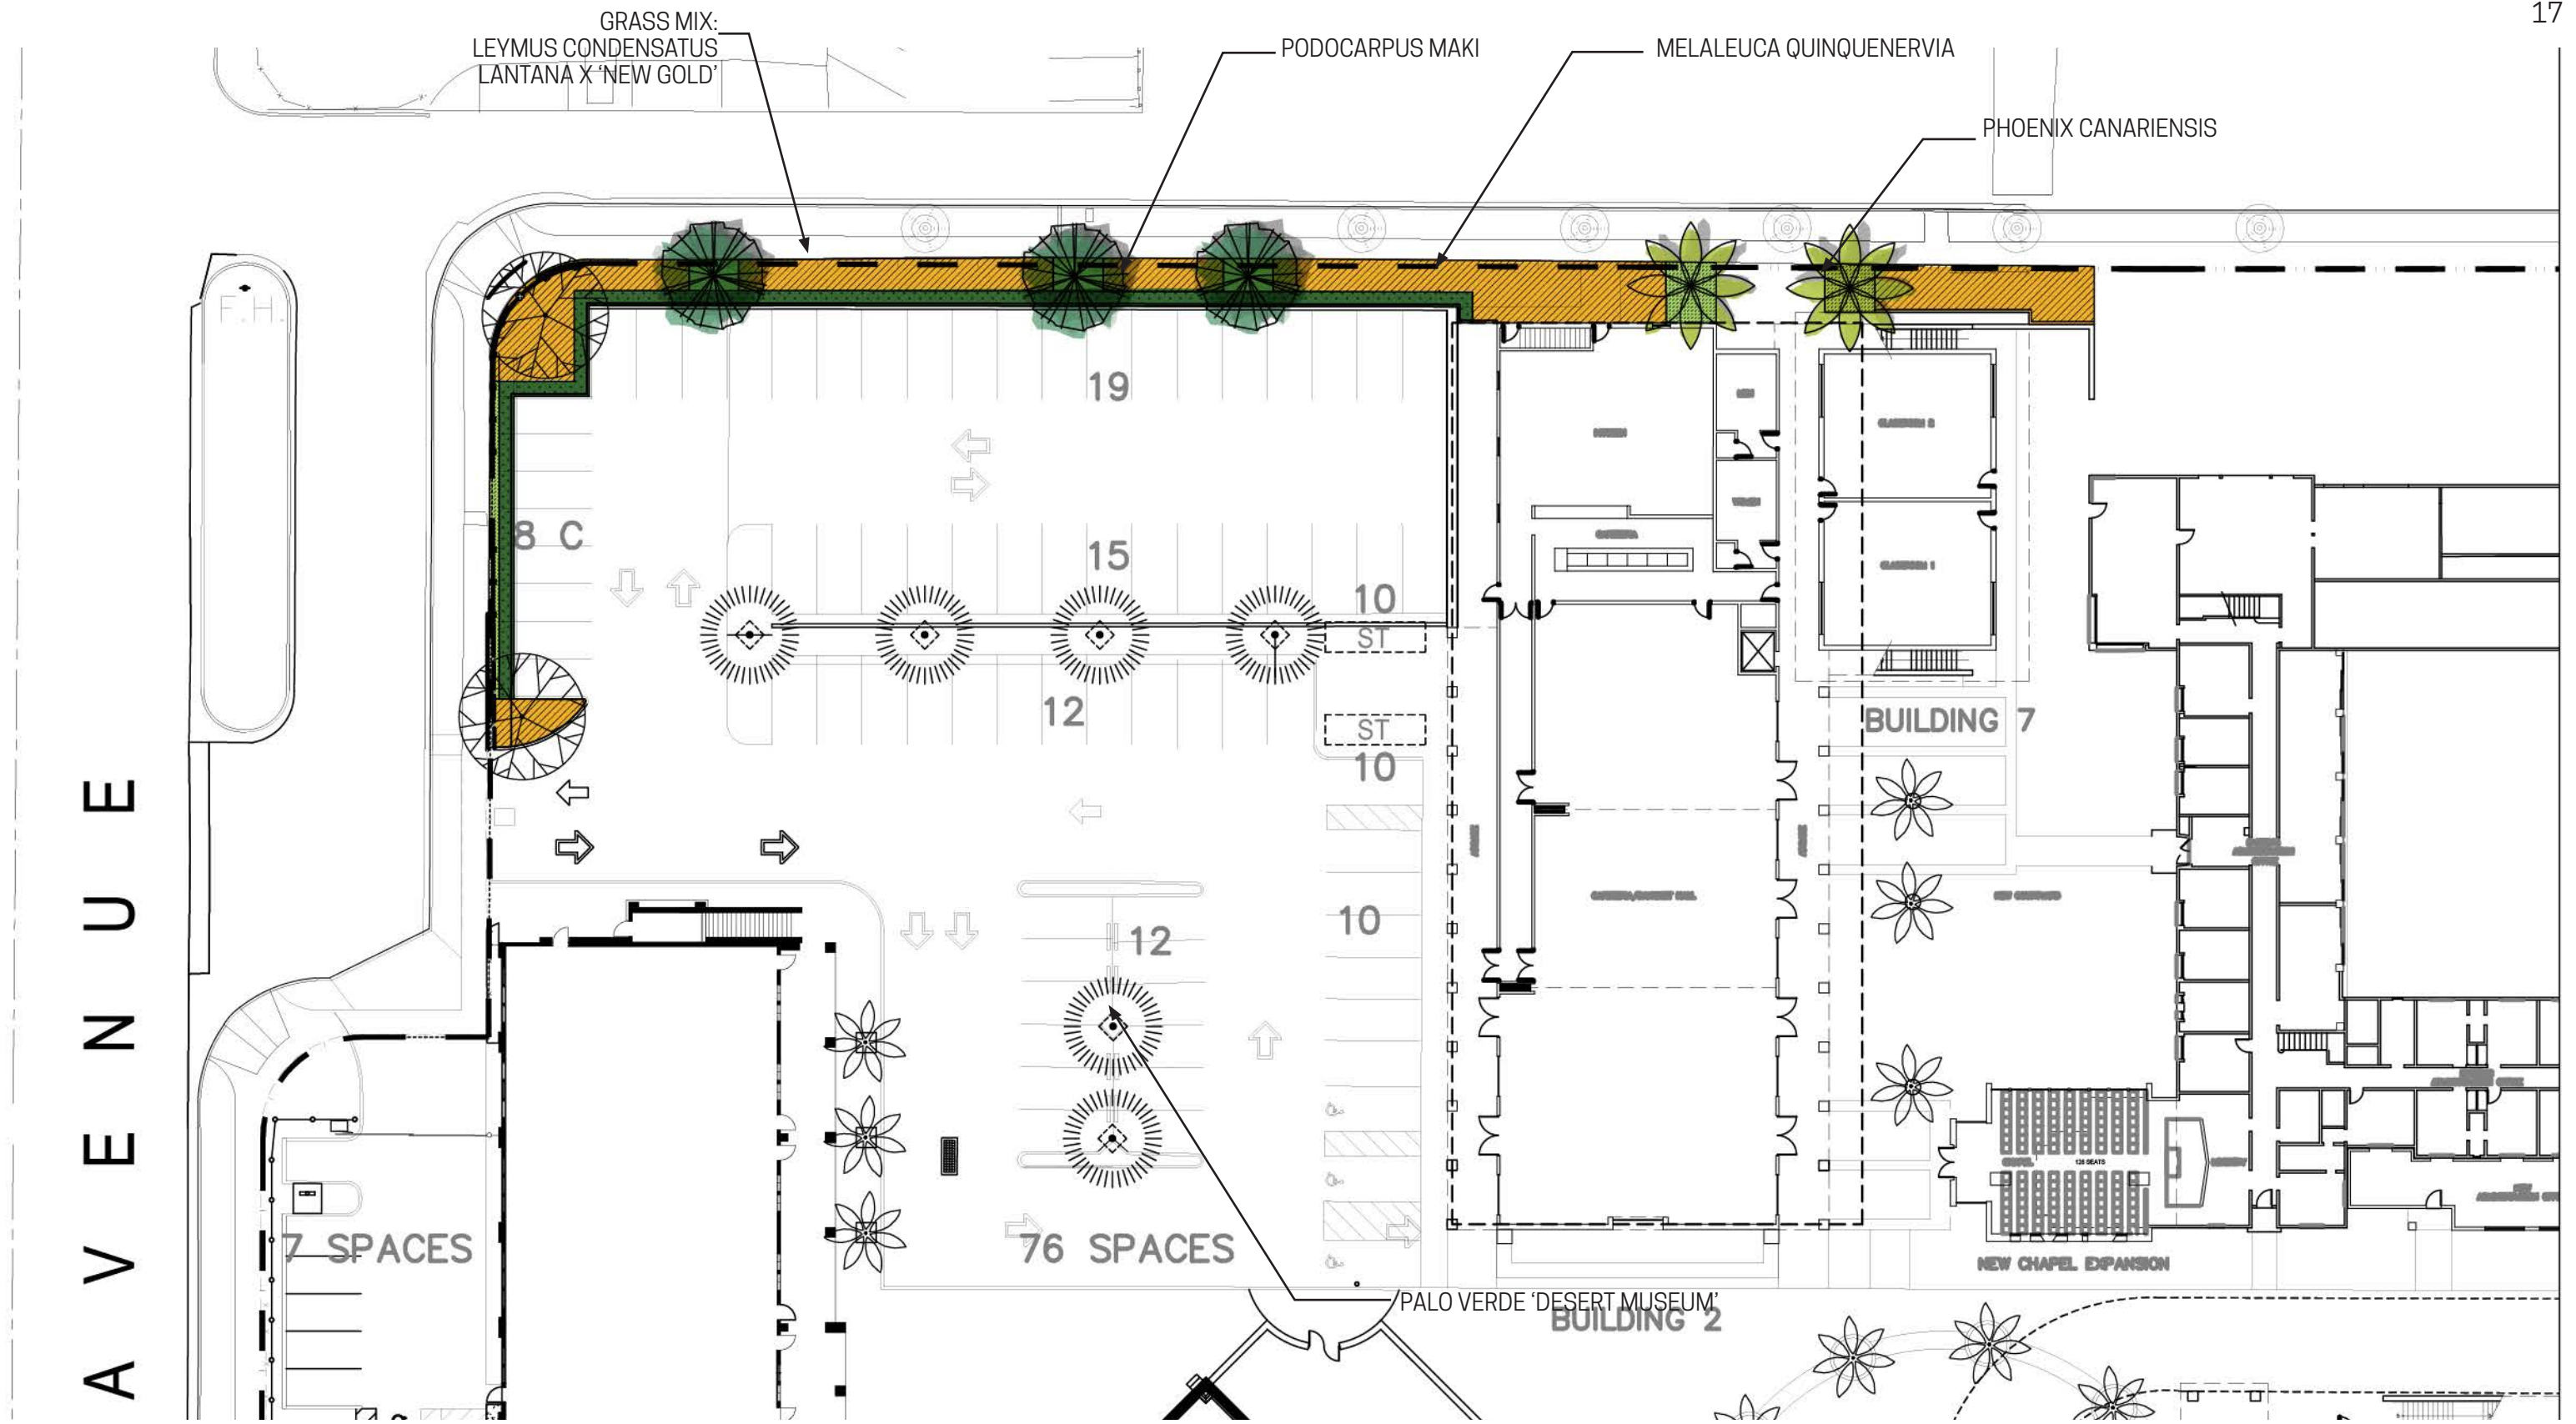 17
GRASS MIX:
LEYMUS CONDENSATUS
LANTANA X 'NEW GOLD'
PODOCARPUS MAKI
MELALEUCA QUINQUENERVIA
PHOENIX CANARIENSIS
F.H.
19
8 C
15
10
ST
12
ST
10
BUILDING 7
10
12
AVENUE
7 SPACES
76 SPACES
128 SEATS
NEW CHAPEL EXPANSION
PALO VERDE 'DESERT MUSEUM'
BUILDING 2